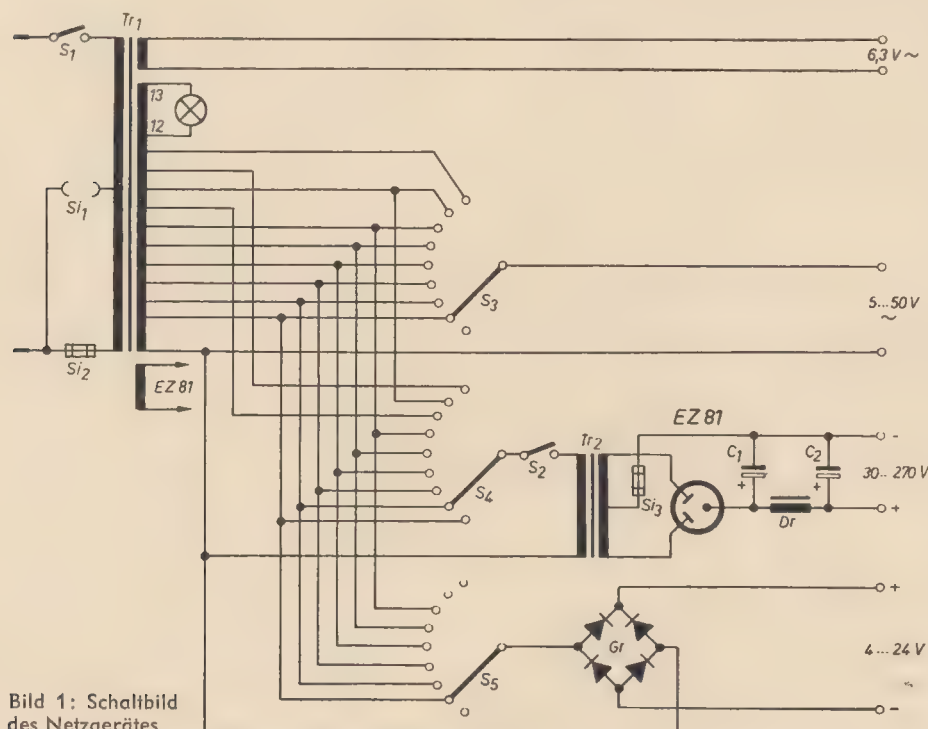 Tr1
S1
6,3 V ~
13
12
Si1
S3
5...50 V
~
Si2
EZ 81
EZ 81
Tr2
S2
S4
Si3
C1
+
C2
+
-
30...270 V
+
Dr
+
Gr
4...24 V
-
S5
Bild 1: Schaltbild
des Netzgerätes